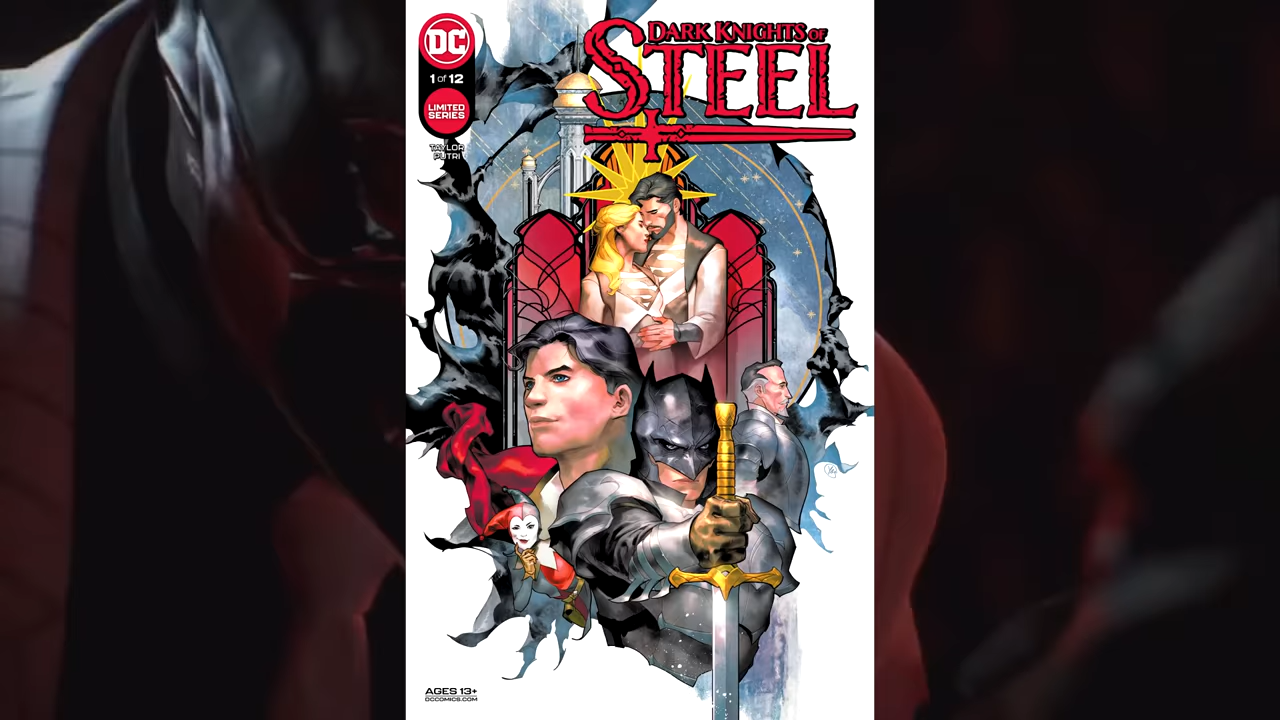 DC
1 of 12
LIMITED
SERIES
TAYLOR
PUTRI
DARK KNIGHTS OF
STEEL
AGES 13+
DCCOMICS.COM